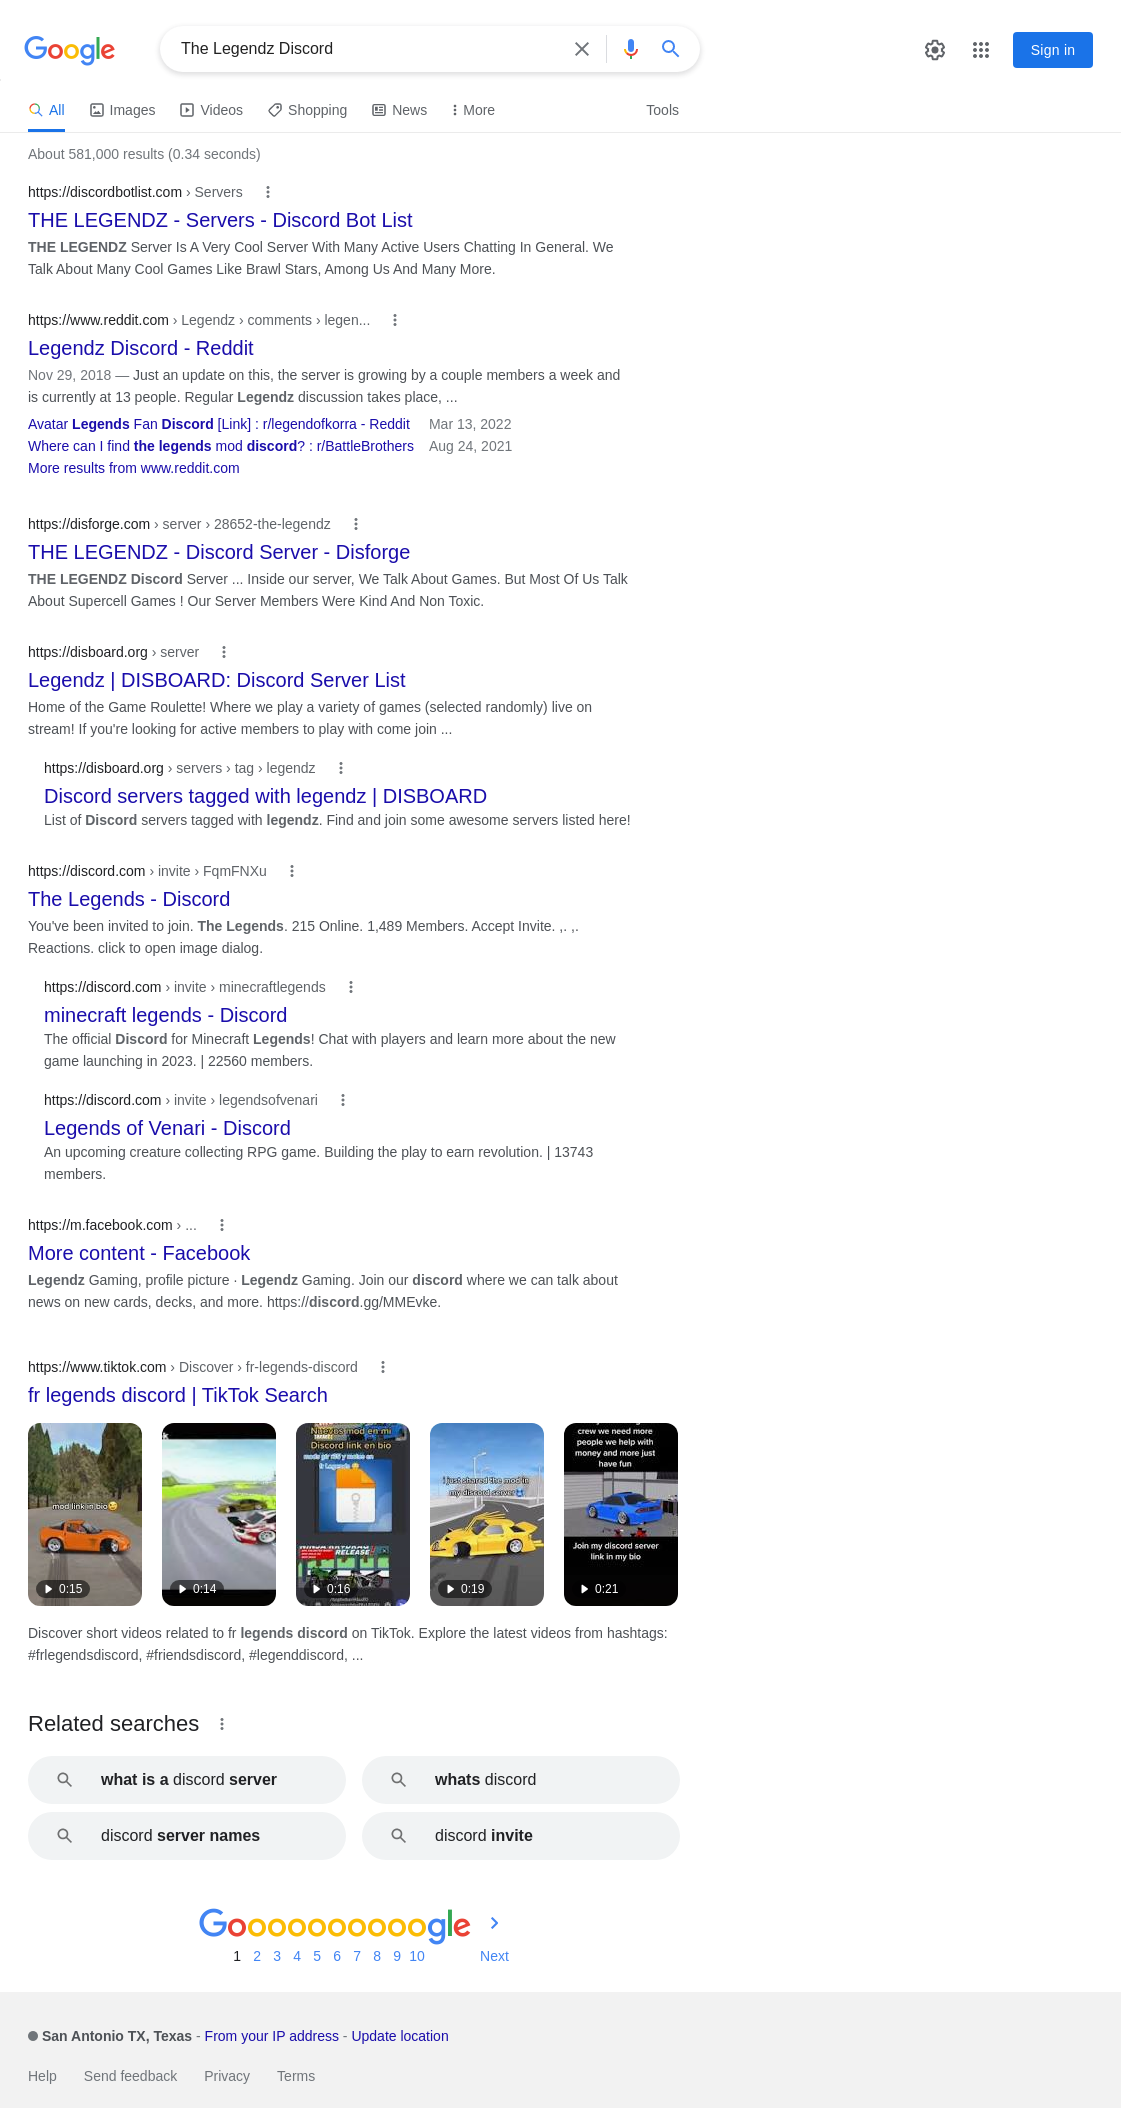 Google
The Legendz Discord
Sign in
All
Images
Videos
Shopping
News
More
Tools
About 581,000 results (0.34 seconds)
https://discordbotlist.com › Servers
THE LEGENDZ - Servers - Discord Bot List
THE LEGENDZ Server Is A Very Cool Server With Many Active Users Chatting In General. We
Talk About Many Cool Games Like Brawl Stars, Among Us And Many More.
https://www.reddit.com › Legendz › comments › legen...
Legendz Discord - Reddit
Nov 29, 2018 — Just an update on this, the server is growing by a couple members a week and
is currently at 13 people. Regular Legendz discussion takes place, ...
Avatar Legends Fan Discord [Link] : r/legendofkorra - Reddit Mar 13, 2022
Where can I find the legends mod discord? : r/BattleBrothers Aug 24, 2021
More results from www.reddit.com
https://disforge.com › server › 28652-the-legendz
THE LEGENDZ - Discord Server - Disforge
THE LEGENDZ Discord Server ... Inside our server, We Talk About Games. But Most Of Us Talk
About Supercell Games ! Our Server Members Were Kind And Non Toxic.
https://disboard.org › server
Legendz | DISBOARD: Discord Server List
Home of the Game Roulette! Where we play a variety of games (selected randomly) live on
stream! If you're looking for active members to play with come join ...
https://disboard.org › servers › tag › legendz
Discord servers tagged with legendz | DISBOARD
List of Discord servers tagged with legendz. Find and join some awesome servers listed here!
https://discord.com › invite › FqmFNXu
The Legends - Discord
You've been invited to join. The Legends. 215 Online. 1,489 Members. Accept Invite. ,. ,.
Reactions. click to open image dialog.
https://discord.com › invite › minecraftlegends
minecraft legends - Discord
The official Discord for Minecraft Legends! Chat with players and learn more about the new
game launching in 2023. | 22560 members.
https://discord.com › invite › legendsofvenari
Legends of Venari - Discord
An upcoming creature collecting RPG game. Building the play to earn revolution. | 13743
members.
https://m.facebook.com › ...
More content - Facebook
Legendz Gaming, profile picture · Legendz Gaming. Join our discord where we can talk about
news on new cards, decks, and more. https://discord.gg/MMEvke.
https://www.tiktok.com › Discover › fr-legends-discord
fr legends discord | TikTok Search
mod link in bio
0:15
0:14
Nuevos mod en mi
Discord link en bio
fr Legends
RELEASE
0:16
i just shared the mod in
my discord server
0:19
crew we need more
people we help with
money and more just
have fun
Join my discord server
link in my bio
0:21
Discover short videos related to fr legends discord on TikTok. Explore the latest videos from hashtags:
#frlegendsdiscord, #friendsdiscord, #legenddiscord, ...
Related searches
what is a discord server
whats discord
discord server names
discord invite
Goooooooooogle
1 2 3 4 5 6 7 8 9 10 Next
San Antonio TX, Texas - From your IP address - Update location
Help Send feedback Privacy Terms